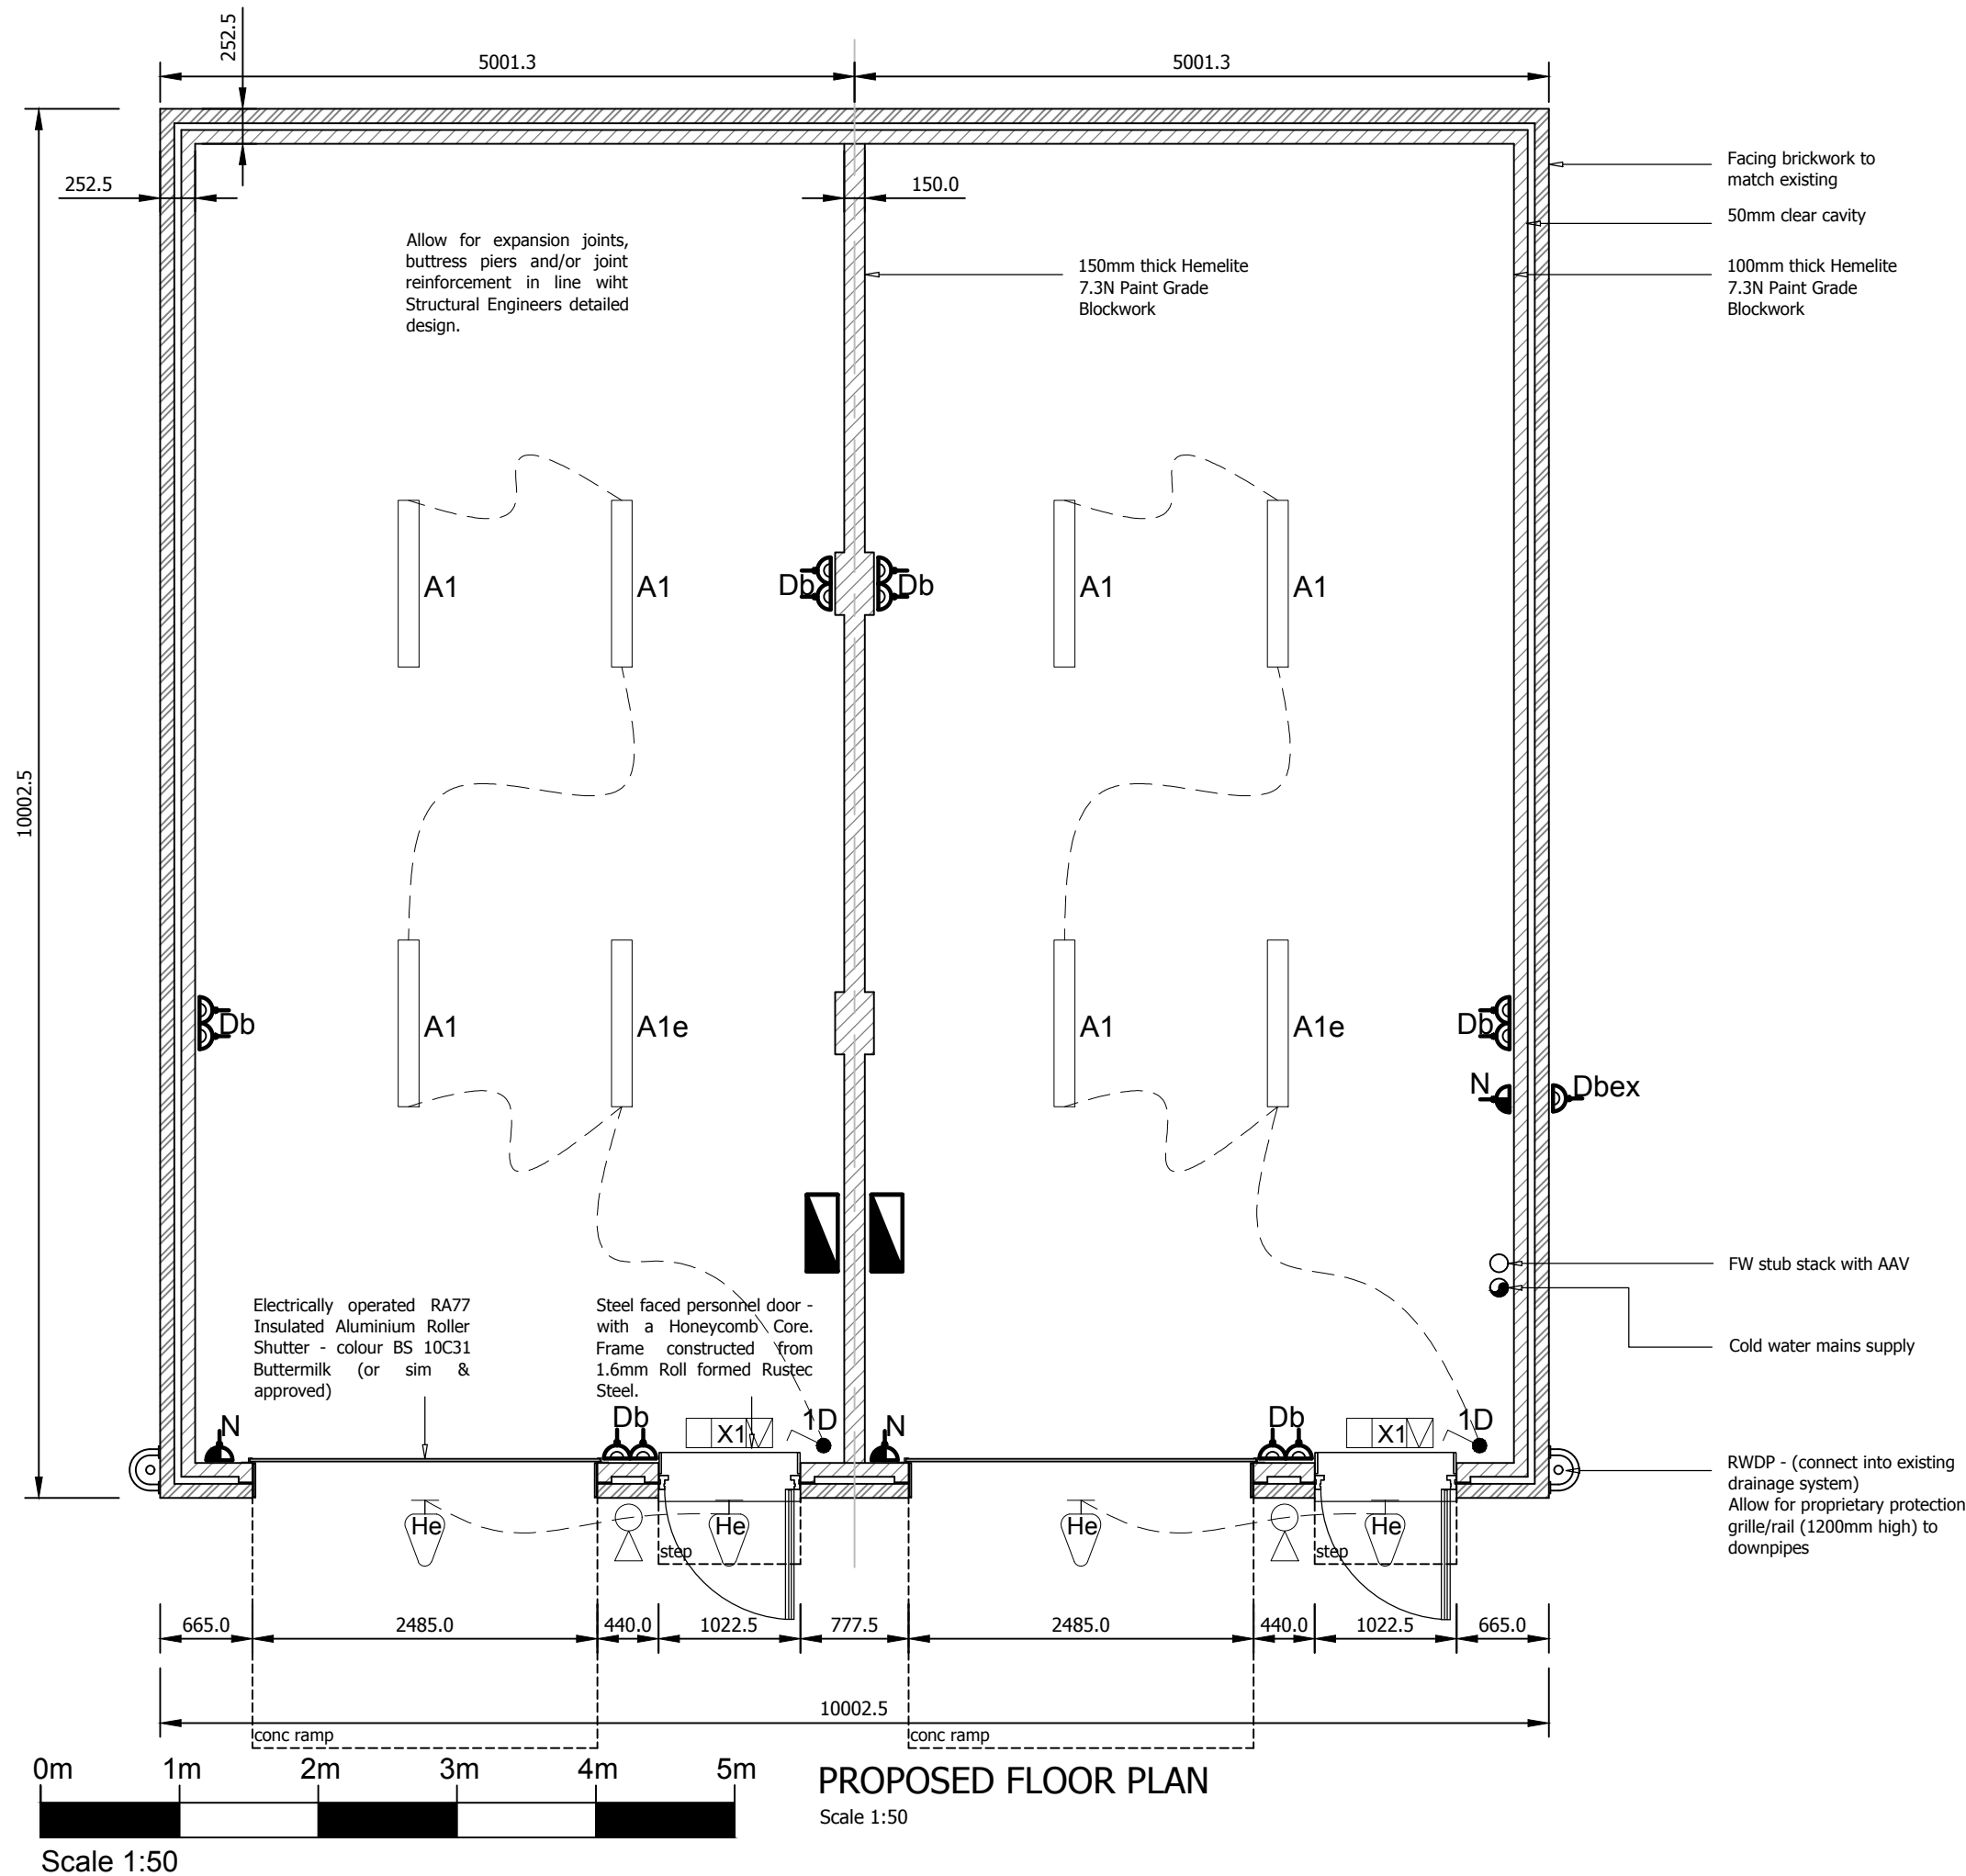 252.5
5001.3
5001.3
252.5
150.0
10002.5
Facing brickwork to
match existing
50mm clear cavity
100mm thick Hemelite
7.3N Paint Grade
Blockwork
Allow for expansion joints,
buttress piers and/or joint
reinforcement in line wiht
Structural Engineers detailed
design.
150mm thick Hemelite
7.3N Paint Grade
Blockwork
A1
A1
Db
Db
A1
A1
Db
A1
A1e
A1
A1e
Db
N
Dbex
FW stub stack with AAV
Cold water mains supply
Electrically operated RA77
Insulated Aluminium Roller
Shutter - colour BS 10C31
Buttermilk (or sim &
approved)
Steel faced personnel door -
with a Honeycomb Core.
Frame constructed from
1.6mm Roll formed Rustec
Steel.
N
Db
X1
1D
N
Db
X1
1D
RWDP - (connect into existing
drainage system)
Allow for proprietary protection
grille/rail (1200mm high) to
downpipes
He
He
step
He
He
step
665.0
2485.0
440.0
1022.5
777.5
2485.0
440.0
1022.5
665.0
10002.5
conc ramp
conc ramp
0m
1m
2m
3m
4m
5m
Scale 1:50
PROPOSED FLOOR PLAN
Scale 1:50